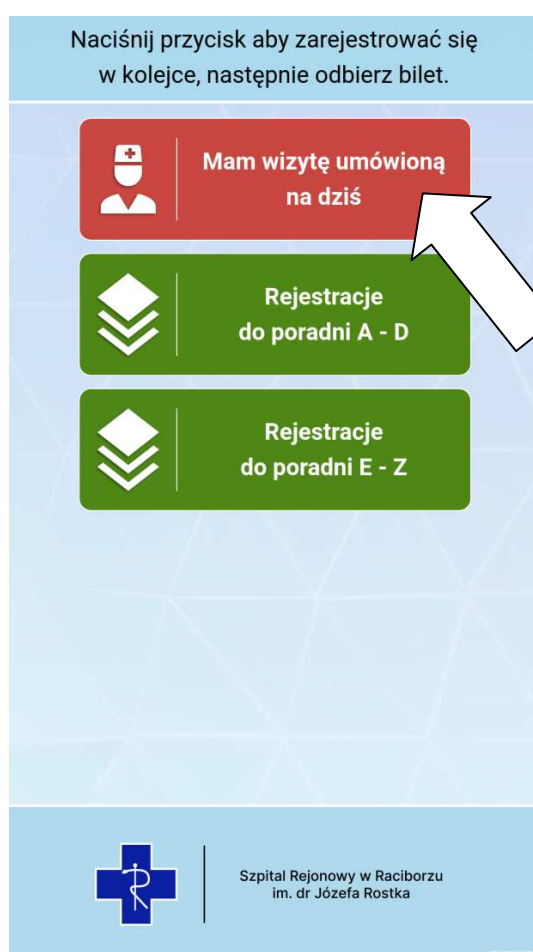 Naciśnij przycisk aby zarejestrować się
w kolejce, następnie odbierz bilet.
Mam wizytę umówioną
na dziś
Rejestracje
do poradni A - D
Rejestracje
do poradni E - Z
Szpital Rejonowy w Raciborzu
im. dr Józefa Rostka